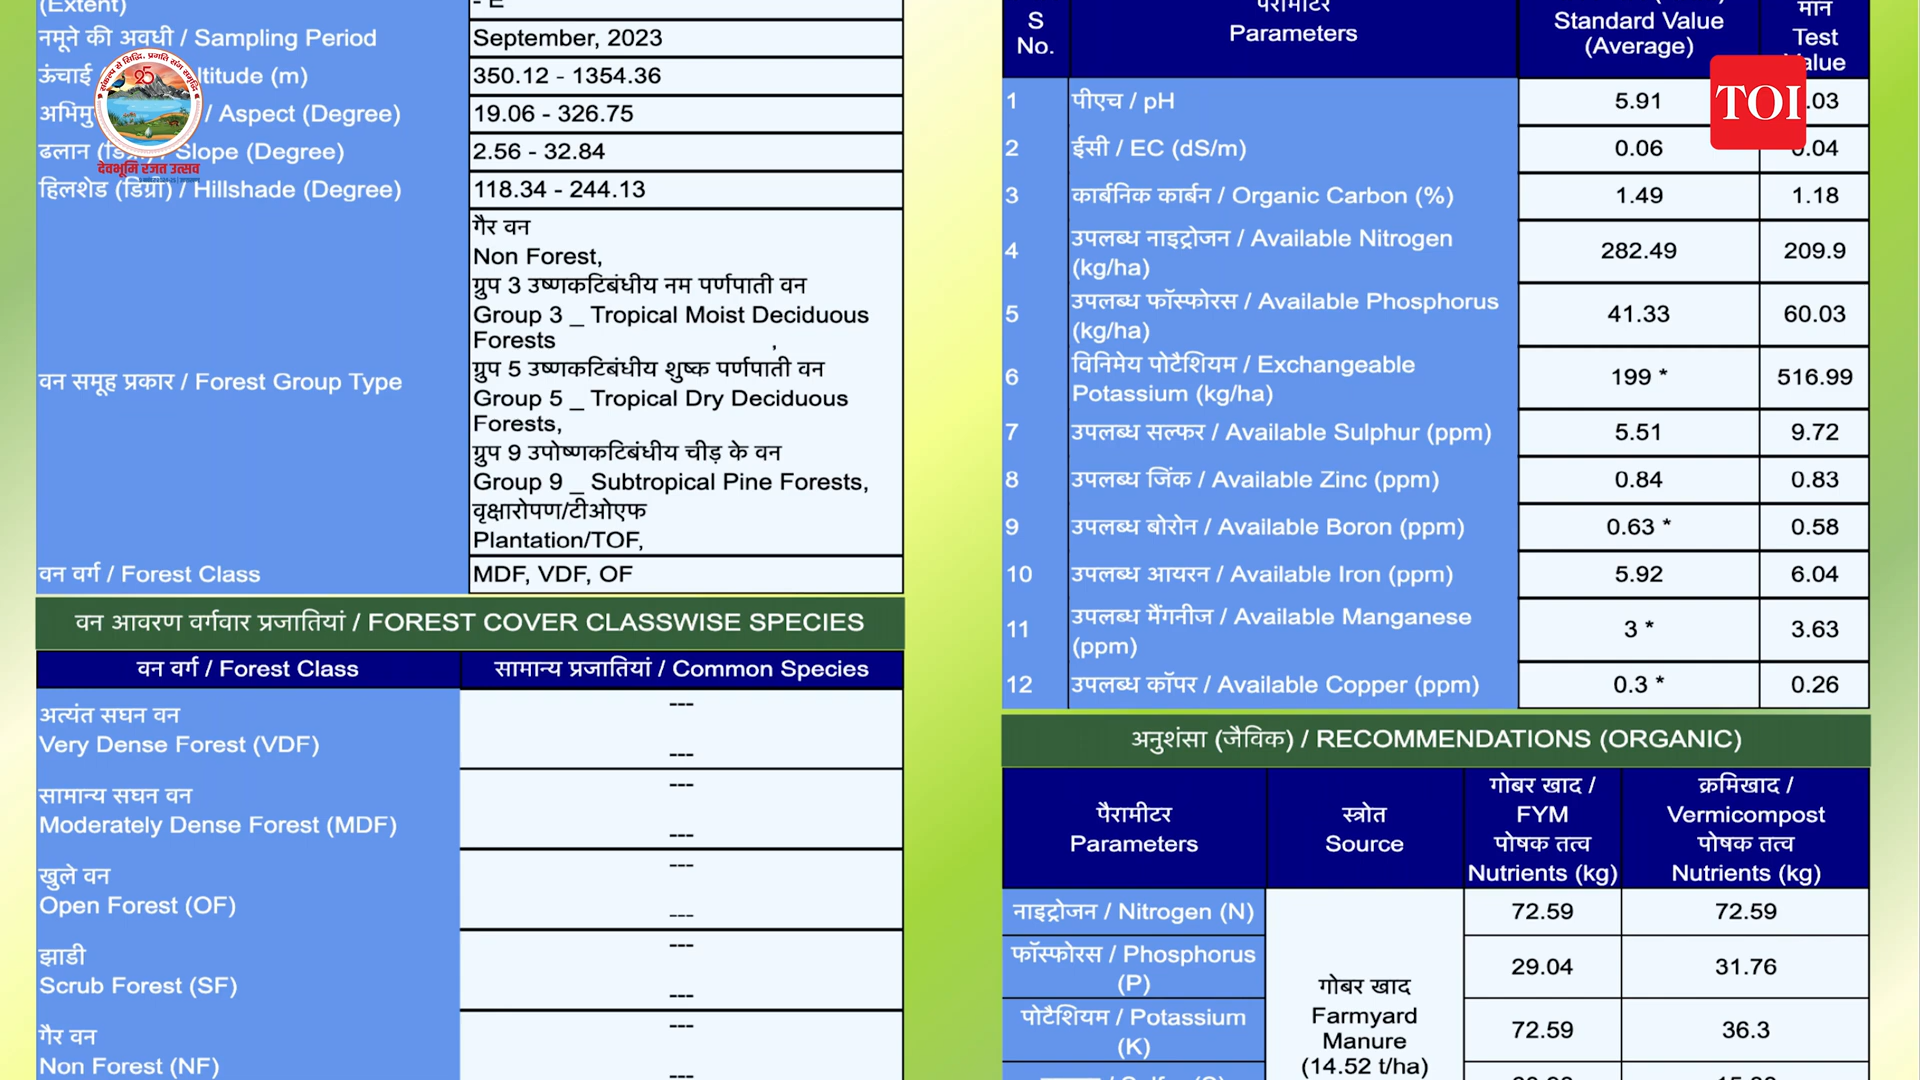 (Extent)
- E
नमूने की अवधी / Sampling Period
September, 2023
ऊंचाई
ltitude (m)
350.12 - 1354.36
/ Aspect (Degree)
19.06 - 326.75
ढलान
/ Slope (Degree)
2.56 - 32.84
हिलशेड (डिग्री) / Hillshade (Degree)
118.34 - 244.13
वन समूह प्रकार / Forest Group Type
गैर वन
Non Forest,
ग्रुप 3 उष्णकटिबंधीय नम पर्णपाती वन
Group 3 _ Tropical Moist Deciduous
Forests ,
ग्रुप 5 उष्णकटिबंधीय शुष्क पर्णपाती वन
Group 5 _ Tropical Dry Deciduous
Forests,
ग्रुप 9 उपोष्णकटिबंधीय चीड़ के वन
Group 9 _ Subtropical Pine Forests,
वृक्षारोपण/टीओएफ
Plantation/TOF,
वन वर्ग / Forest Class
MDF, VDF, OF
संकल्प से सिद्धि, प्रगति संग समृद्धि
25
देवभूमि रजत उत्सव
वन आवरण वर्गवार प्रजातियां / FOREST COVER CLASSWISE SPECIES
वन वर्ग / Forest Class
सामान्य प्रजातियां / Common Species
अत्यंत सघन वन
Very Dense Forest (VDF)
---
---
सामान्य सघन वन
Moderately Dense Forest (MDF)
---
---
खुले वन
Open Forest (OF)
---
---
झाडी
Scrub Forest (SF)
---
---
गैर वन
Non Forest (NF)
---
---
S
No.
पैरामीटर
Parameters
Standard Value
(Average)
मान
Test
alue
TOI
1 पीएच / pH 5.91 .03
2 ईसी / EC (dS/m) 0.06 0.04
3 कार्बनिक कार्बन / Organic Carbon (%) 1.49 1.18
4 उपलब्ध नाइट्रोजन / Available Nitrogen
(kg/ha) 282.49 209.9
5 उपलब्ध फॉस्फोरस / Available Phosphorus
(kg/ha) 41.33 60.03
6 विनिमेय पोटैशियम / Exchangeable
Potassium (kg/ha) 199 * 516.99
7 उपलब्ध सल्फर / Available Sulphur (ppm) 5.51 9.72
8 उपलब्ध जिंक / Available Zinc (ppm) 0.84 0.83
9 उपलब्ध बोरोन / Available Boron (ppm) 0.63 * 0.58
10 उपलब्ध आयरन / Available Iron (ppm) 5.92 6.04
11 उपलब्ध मैंगनीज / Available Manganese
(ppm) 3 * 3.63
12 उपलब्ध कॉपर / Available Copper (ppm) 0.3 * 0.26
अनुशंसा (जैविक) / RECOMMENDATIONS (ORGANIC)
पैरामीटर
Parameters
स्त्रोत
Source
गोबर खाद /
FYM
पोषक तत्व
Nutrients (kg)
क्रमिखाद /
Vermicompost
पोषक तत्व
Nutrients (kg)
नाइट्रोजन / Nitrogen (N) 72.59 72.59
फॉस्फोरस / Phosphorus
(P) 29.04 31.76
पोटैशियम / Potassium
(K) 72.59 36.3
गोबर खाद
Farmyard
Manure
(14.52 t/ha)